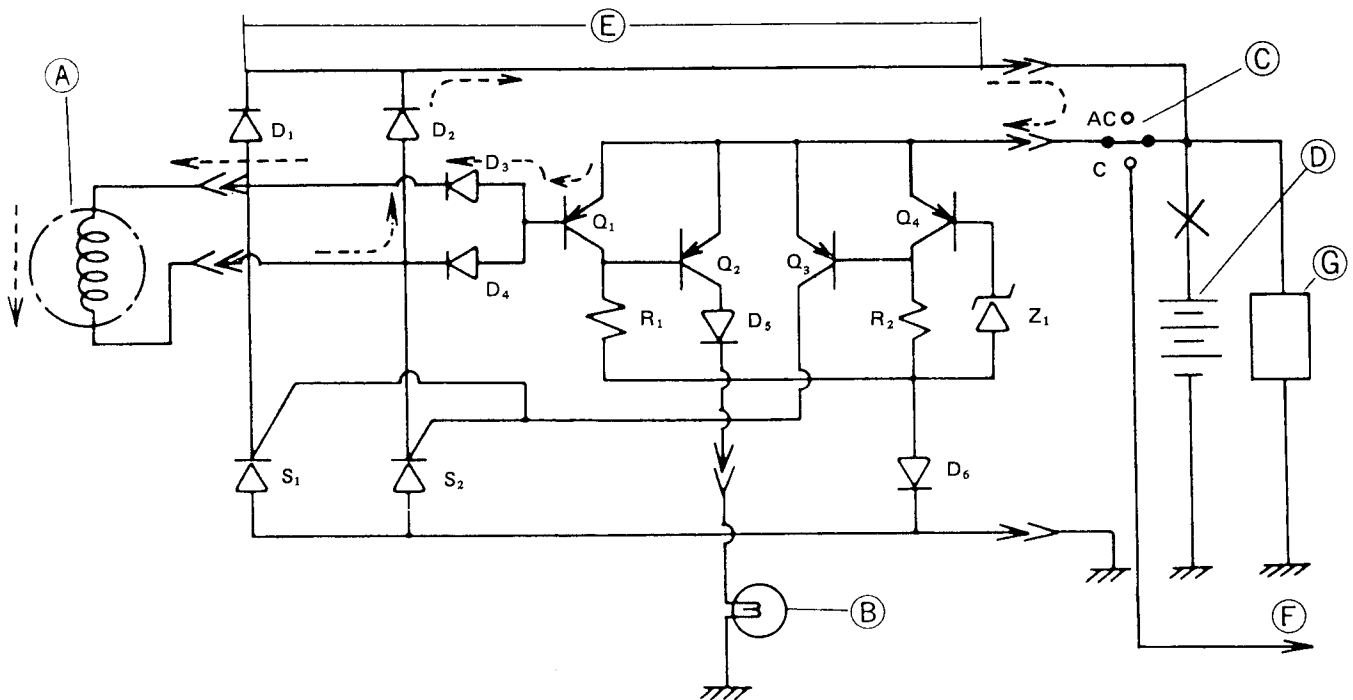 E
A
C
D₁
D₂
AC
D₃
C
D
Q₁
Q₄
G
Q₂
Q₃
D₄
R₁
D₅
R₂
Z₁
S₁
S₂
D₆
B
F